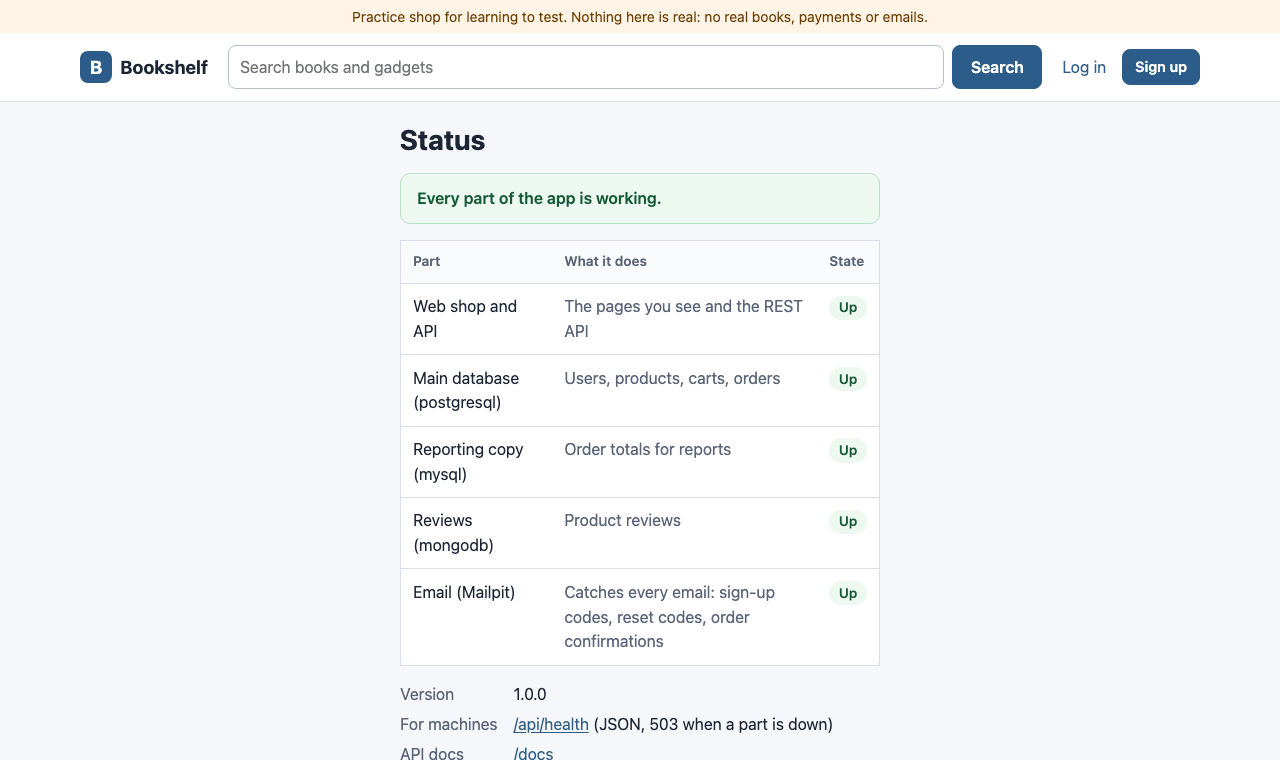 Practice shop for learning to test. Nothing here is real: no real books, payments or emails.
B Bookshelf Search books and gadgets Search Log in Sign up
Status
Every part of the app is working.
Part What it does State
Web shop and The pages you see and the REST Up
API API
Main database Users, products, carts, orders Up
(postgresql)
Reporting copy Order totals for reports Up
(mysql)
Reviews Product reviews Up
(mongodb)
Email (Mailpit) Catches every email: sign-up Up
codes, reset codes, order
confirmations
Version 1.0.0
For machines /api/health (JSON, 503 when a part is down)
API docs /docs